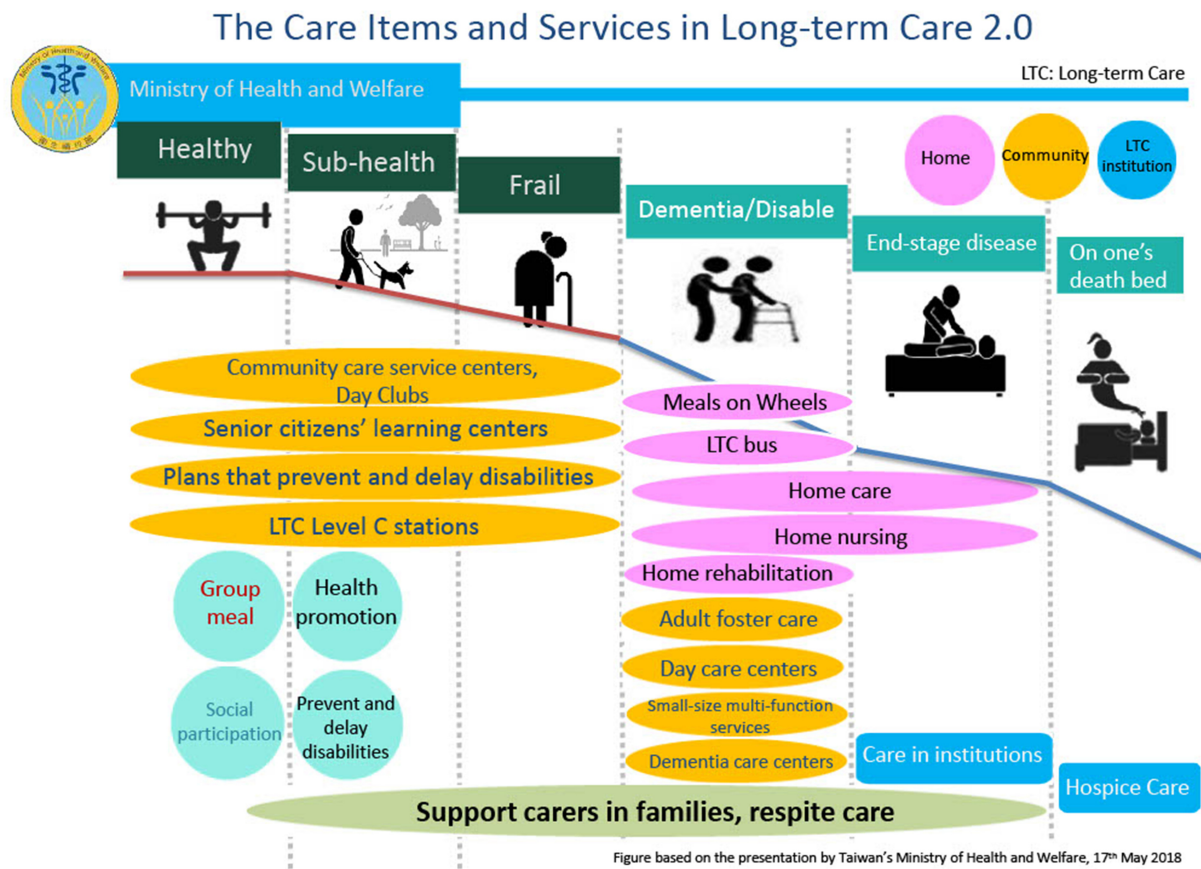 The Care Items and Services in Long-term Care 2.0
Ministry of Health and Welfare
Ministry of Health and Welfare
LTC: Long-term Care
Healthy
Sub-health
Frail
Dementia/Disable
End-stage disease
On one's
death bed
Home
Community
LTC
institution
Community care service centers,
Day Clubs
Senior citizens' learning centers
Plans that prevent and delay disabilities
LTC Level C stations
Group
meal
Health
promotion
Social
participation
Prevent and
delay
disabilities
Meals on Wheels
LTC bus
Home care
Home nursing
Home rehabilitation
Adult foster care
Day care centers
Small-size multi-function
services
Dementia care centers
Care in institutions
Hospice Care
Support carers in families, respite care
Figure based on the presentation by Taiwan's Ministry of Health and Welfare, 17th May 2018